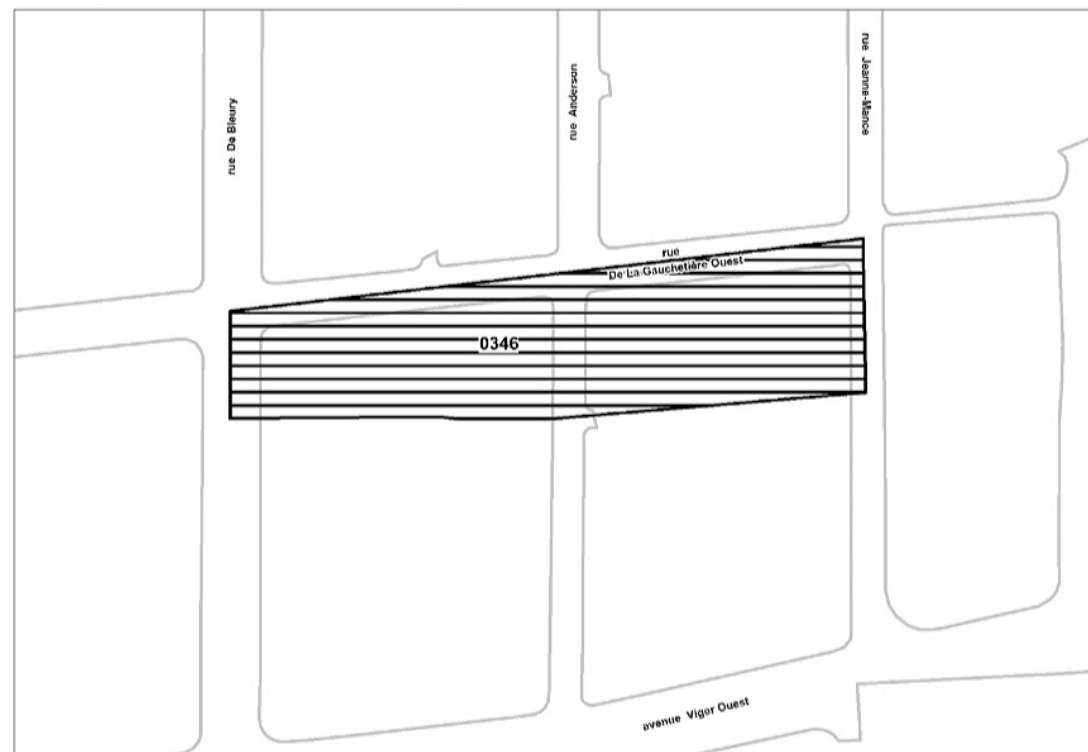 rue De Bleury
rue Anderson
rue Jeanne-Mance
rue
De La Gauchetière Ouest
0346
avenue Viger Ouest